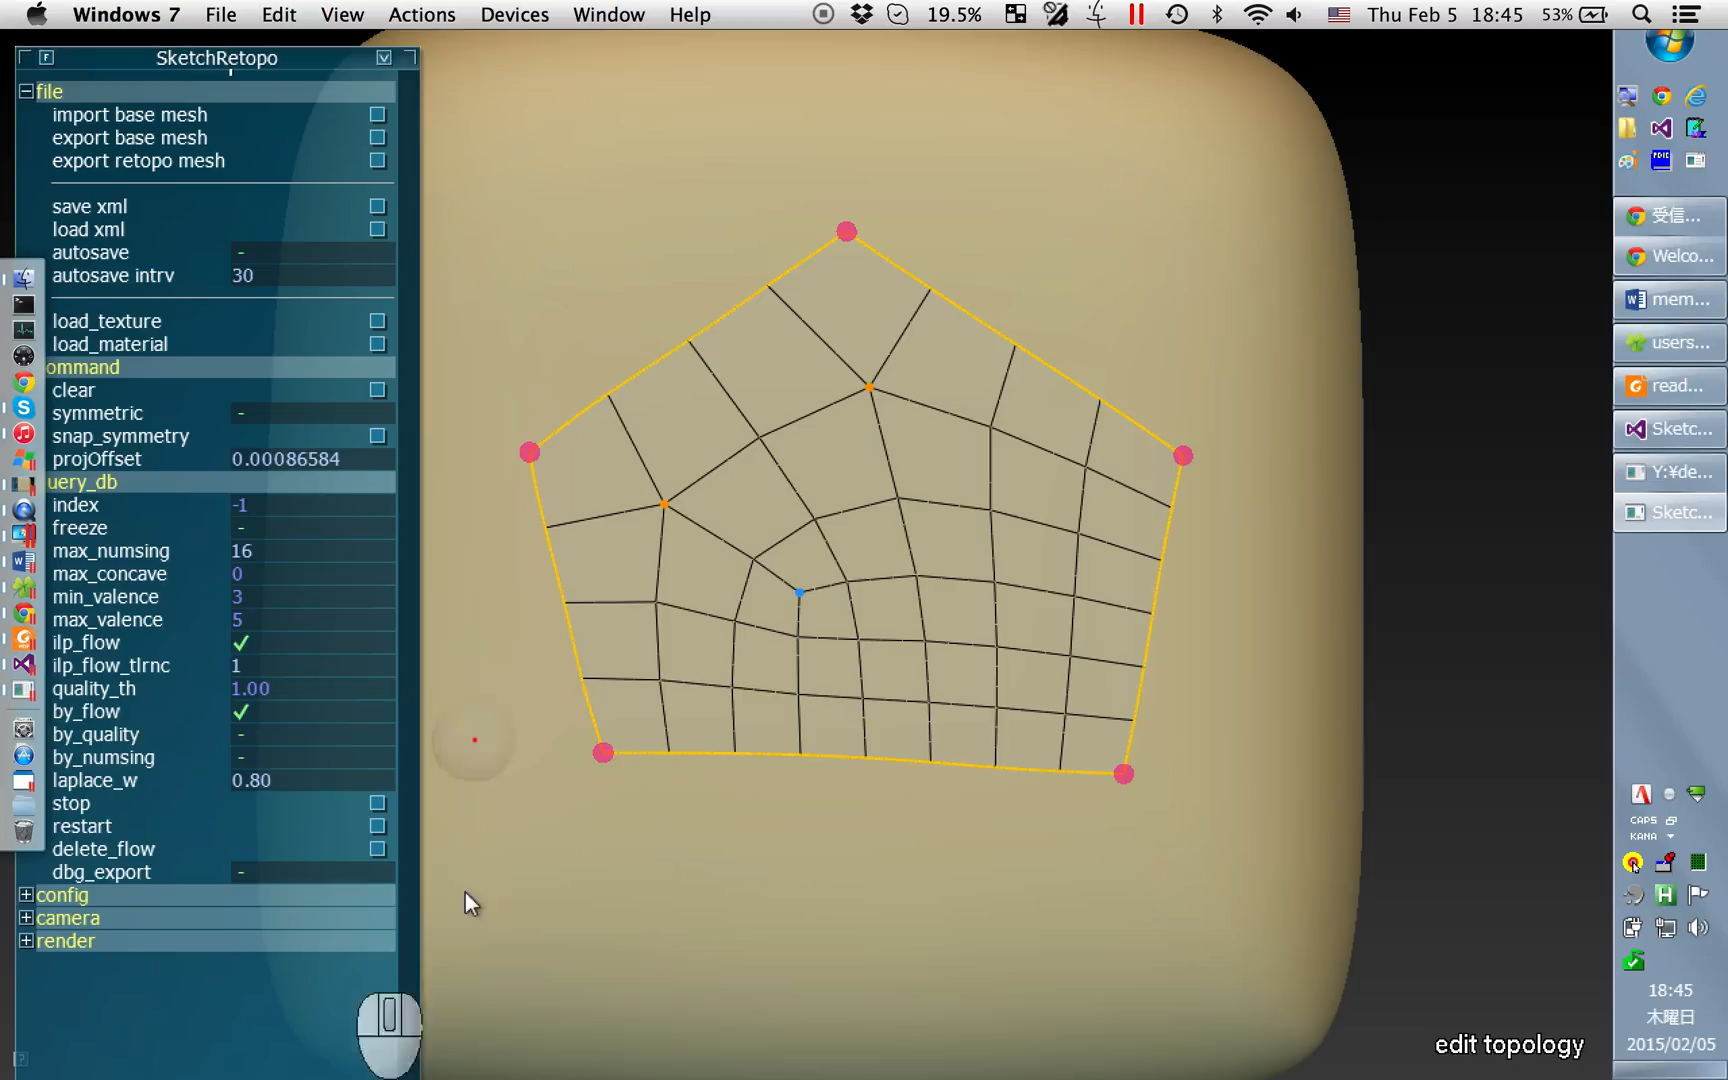 Windows 7 File Edit View Actions Devices Window Help 19.5% Thu Feb 5 18:45 53%
F SketchRetopo V
file
import base mesh
export base mesh
export retopo mesh
save xml
load xml
autosave -
autosave intrv 30
load_texture
load_material
ommand
clear
symmetric -
snap_symmetry
projOffset 0.00086584
uery_db
index -1
freeze -
max_numsing 16
max_concave 0
min_valence 3
max_valence 5
ilp_flow ✓
ilp_flow_tlrnc 1
quality_th 1.00
by_flow ✓
by_quality -
by_numsing -
laplace_w 0.80
stop
restart
delete_flow
dbg_export -
config
camera
render
?
受信...
Welco...
mem...
users...
read...
Sketc...
Y:¥de...
Sketc...
CAPS
KANA
18:45
木曜日
2015/02/05
edit topology